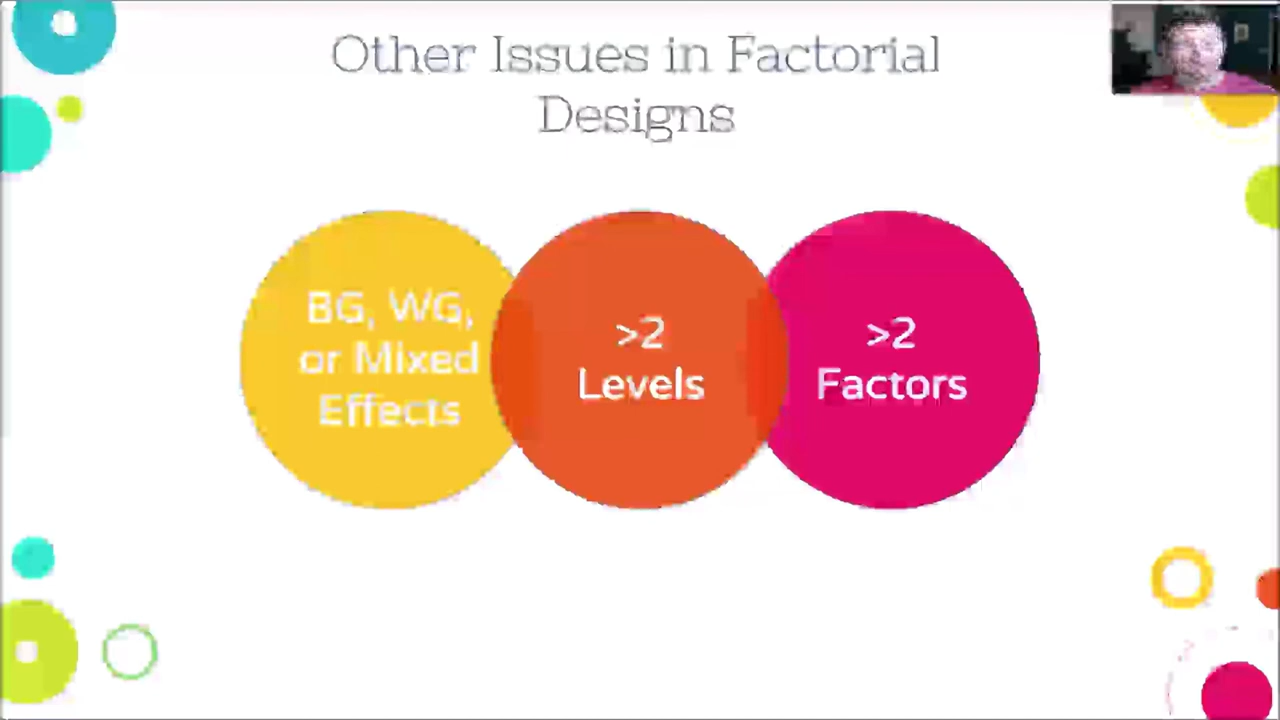 Other Issues in Factorial
Designs
BG, WG,
or Mixed
Effects
>2
Levels
>2
Factors